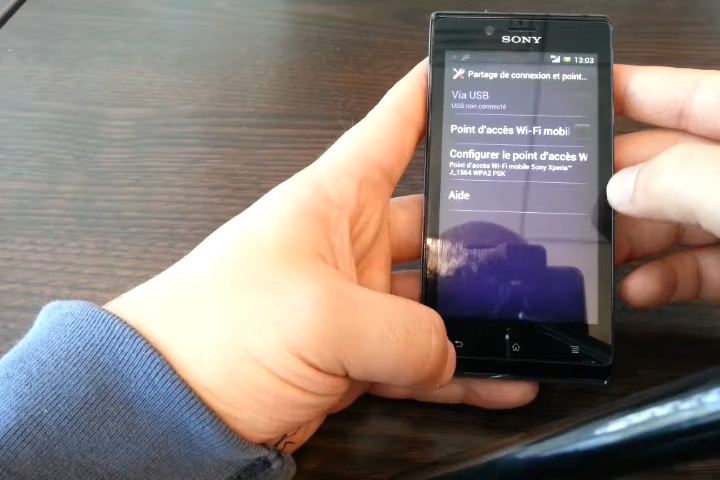 SONY
13:03
Partage de connexion et point...
Via USB
USB non connecté
Point d'accès Wi-Fi mobil
Configurer le point d'accès W
Point d'accès Wi-Fi mobile Sony Xperia™
J_1564 WPA2 PSK
Aide